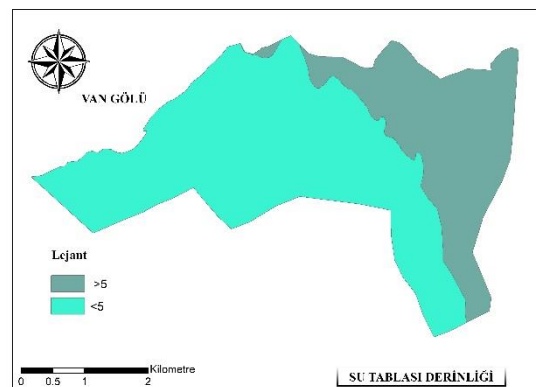 VAN GÖLÜ
Lejant
>5
<5
Kilometre
0 0.5 1 2
SU TABLASI DERİNLİĞİ